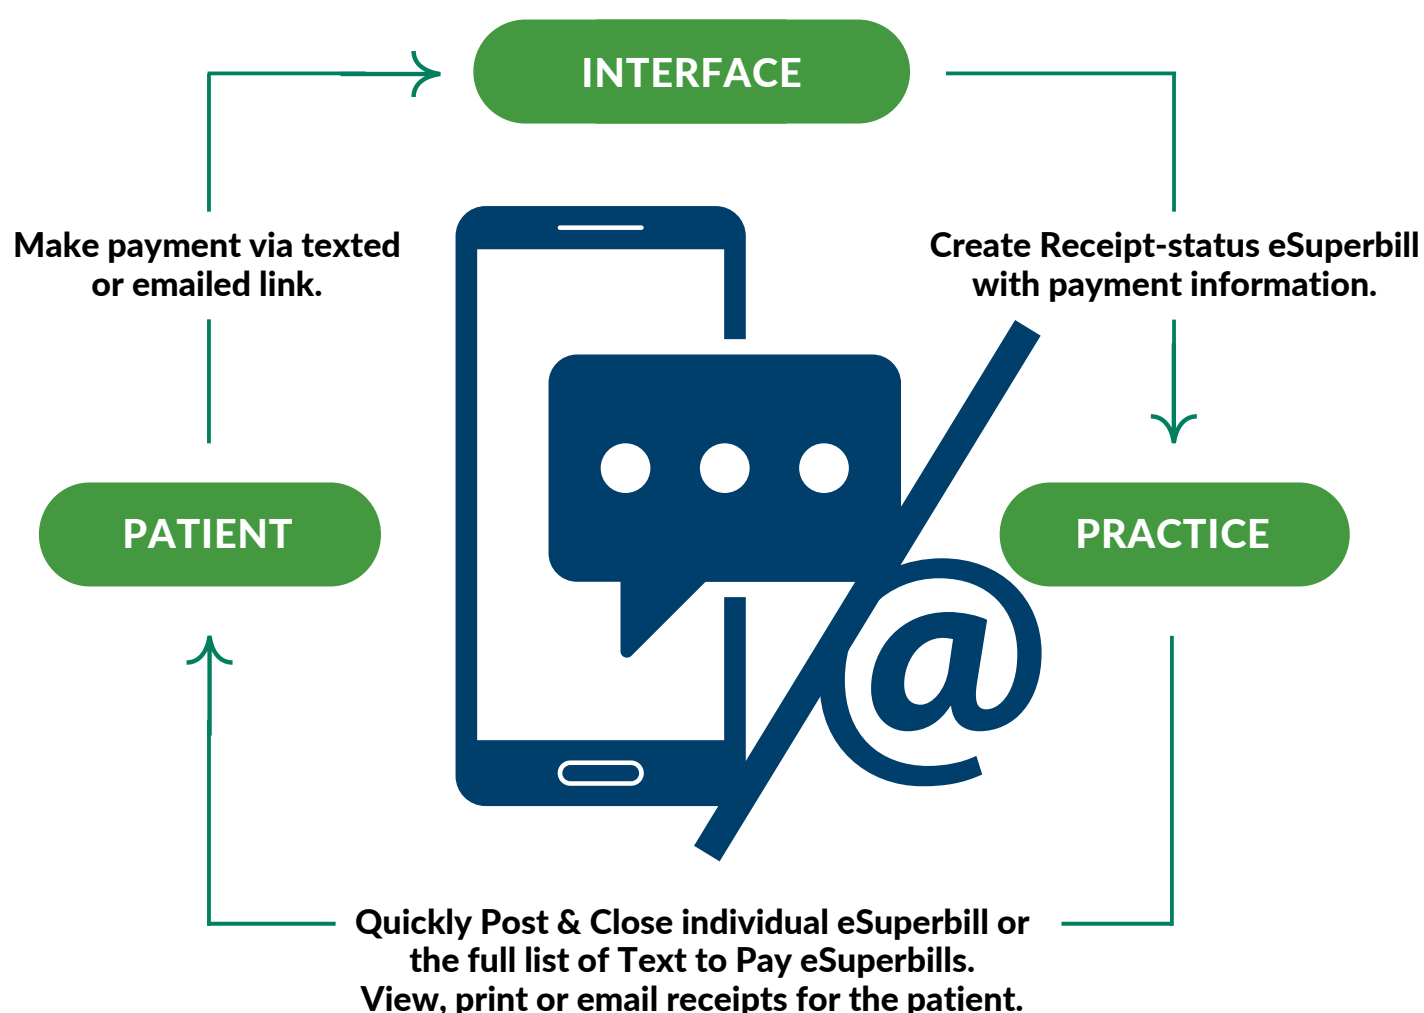 INTERFACE
Make payment via texted
or emailed link.
Create Receipt-status eSuperbill
with payment information.
PATIENT
PRACTICE
@
Quickly Post & Close individual eSuperbill or
the full list of Text to Pay eSuperbills.
View, print or email receipts for the patient.